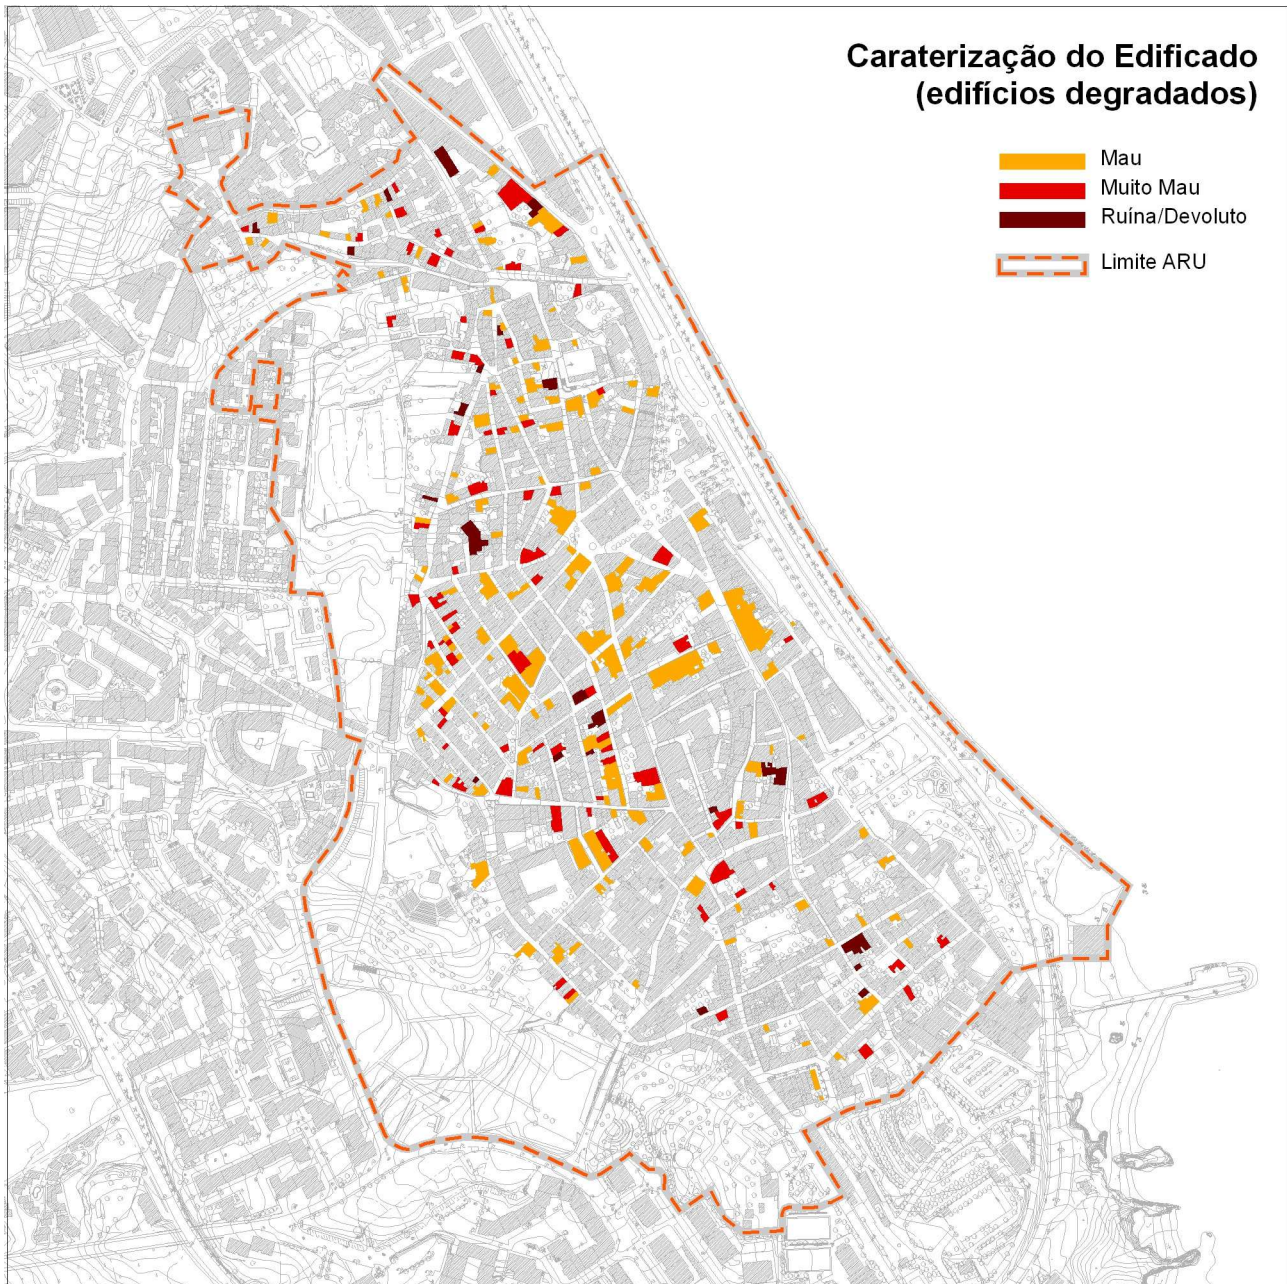 Caraterização do Edificado
(edifícios degradados)
Mau
Muito Mau
Ruína/Devoluto
Limite ARU